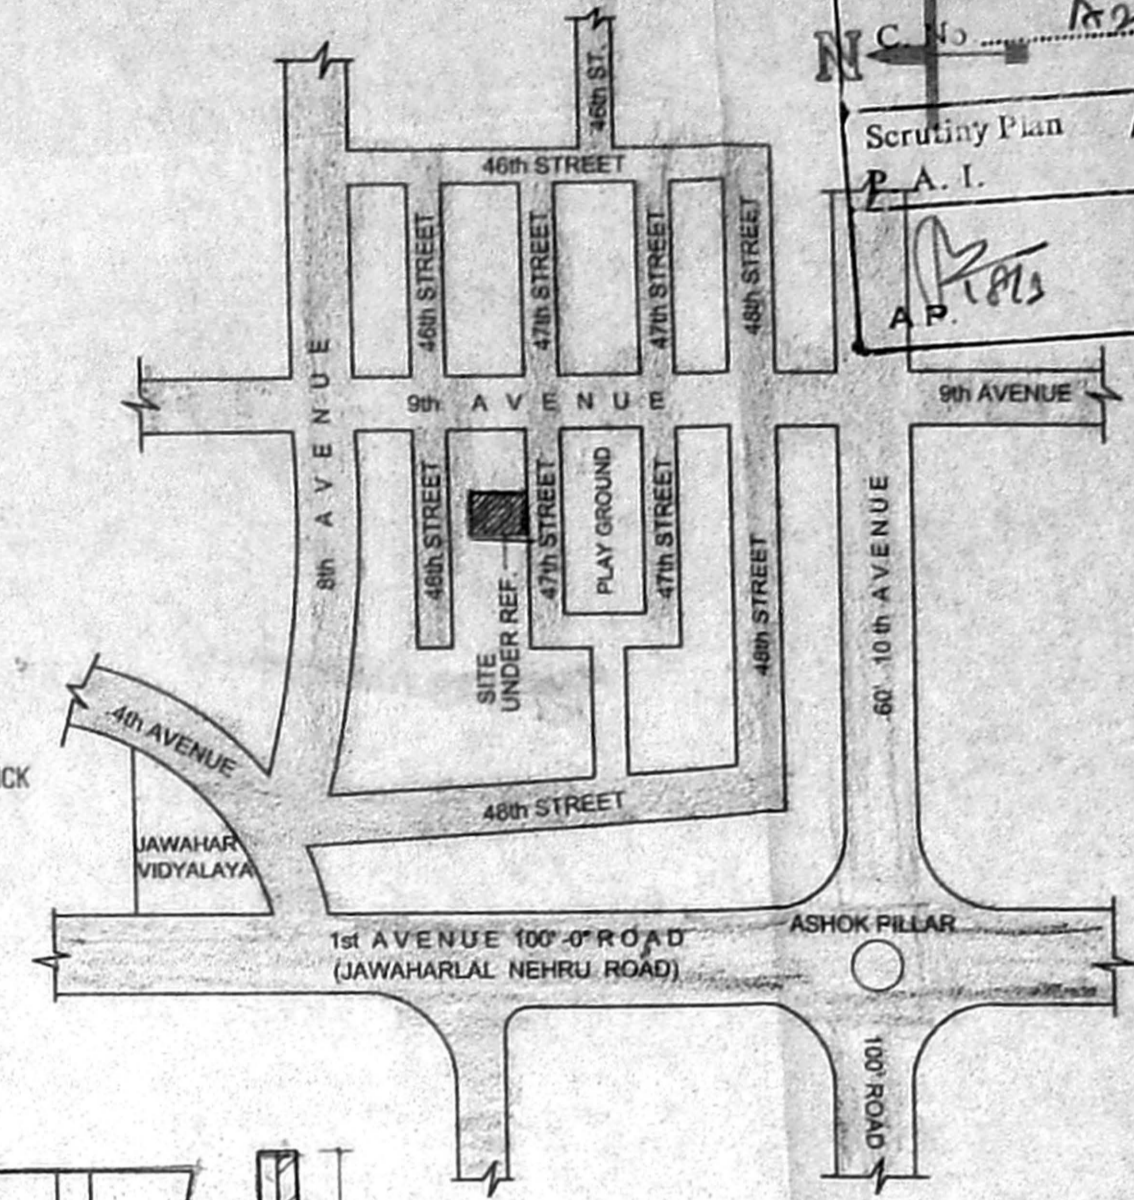 A2
N
C. No
46th ST.
Scrutiny Plan
P. A. I.
46th STREET
46th STREET
47th STREET
47th STREET
48th STREET
A P.
8th AVENUE
9th AVENUE
9th AVENUE
46th STREET
47th STREET
PLAY GROUND
47th STREET
48th STREET
60' 10th AVENUE
SITE
UNDER REF.
4th AVENUE
CK
48th STREET
JAWAHAR
VIDYALAYA
1st AVENUE 100'-0" ROAD
(JAWAHARLAL NEHRU ROAD)
ASHOK PILLAR
100' ROAD